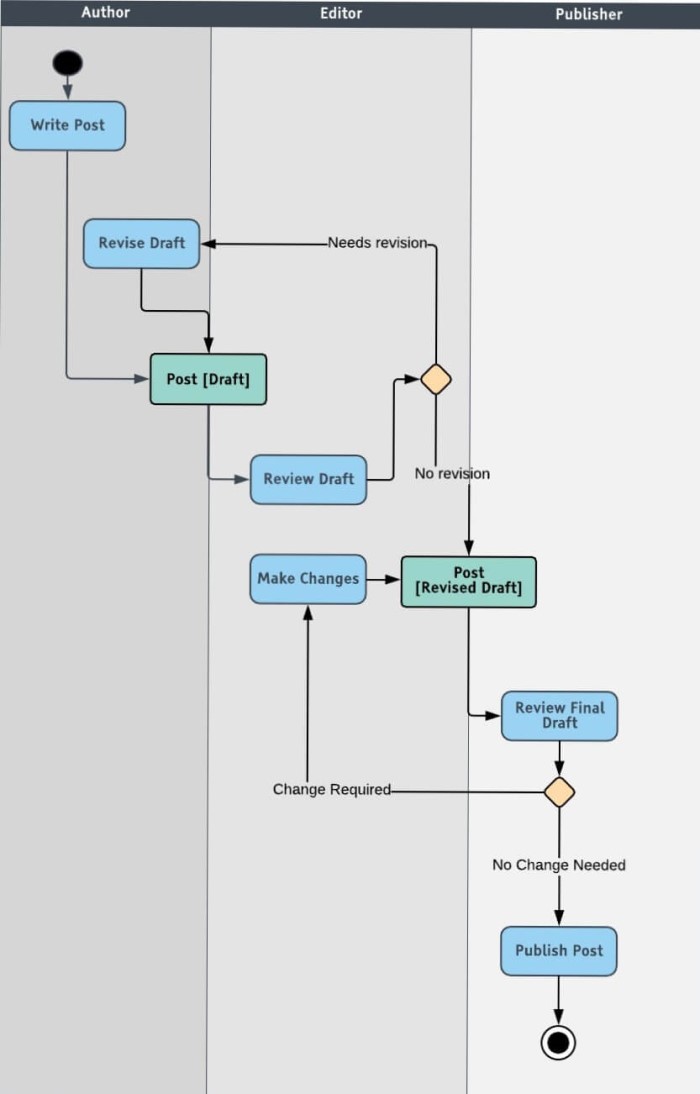 Author
Editor
Publisher
Write Post
Revise Draft
Needs revision
Post [Draft]
Review Draft
No revision
Make Changes
Post
[Revised Draft]
Review Final
Draft
Change Required
No Change Needed
Publish Post